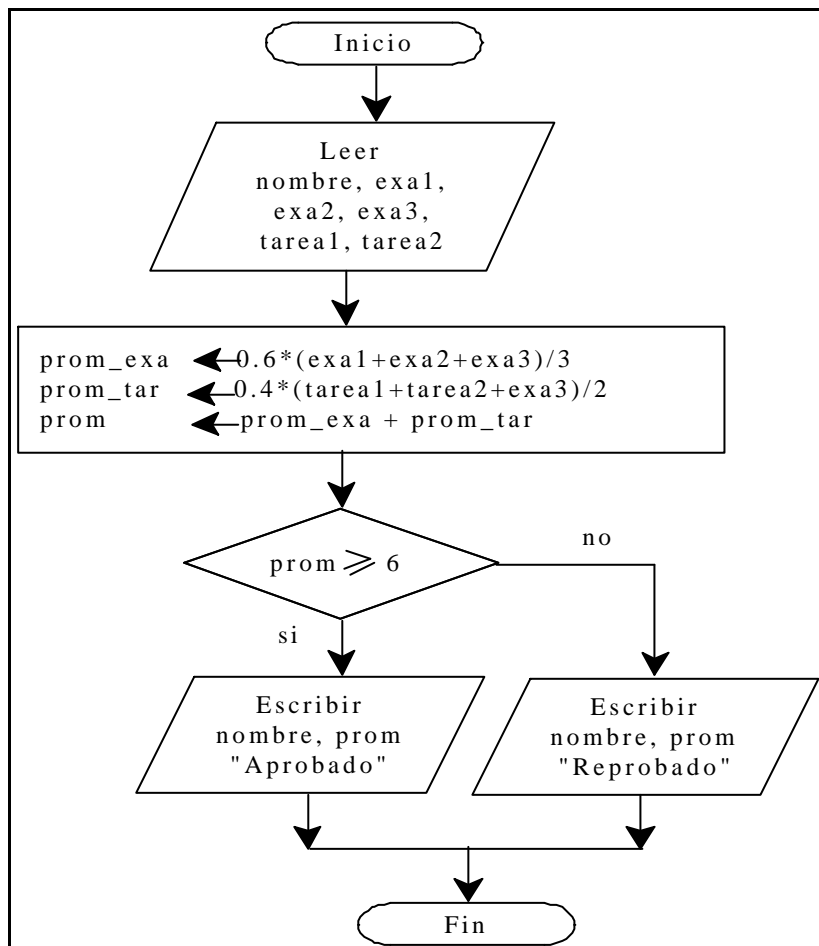 Inicio
Leer
nombre, exa1,
exa2, exa3,
tarea1, tarea2
prom_exa 0.6*(exa1+exa2+exa3)/3
prom_tar 0.4*(tarea1+tarea2+exa3)/2
prom prom_exa + prom_tar
prom ⩾ 6
no
si
Escribir
nombre, prom
"Aprobado"
Escribir
nombre, prom
"Reprobado"
Fin